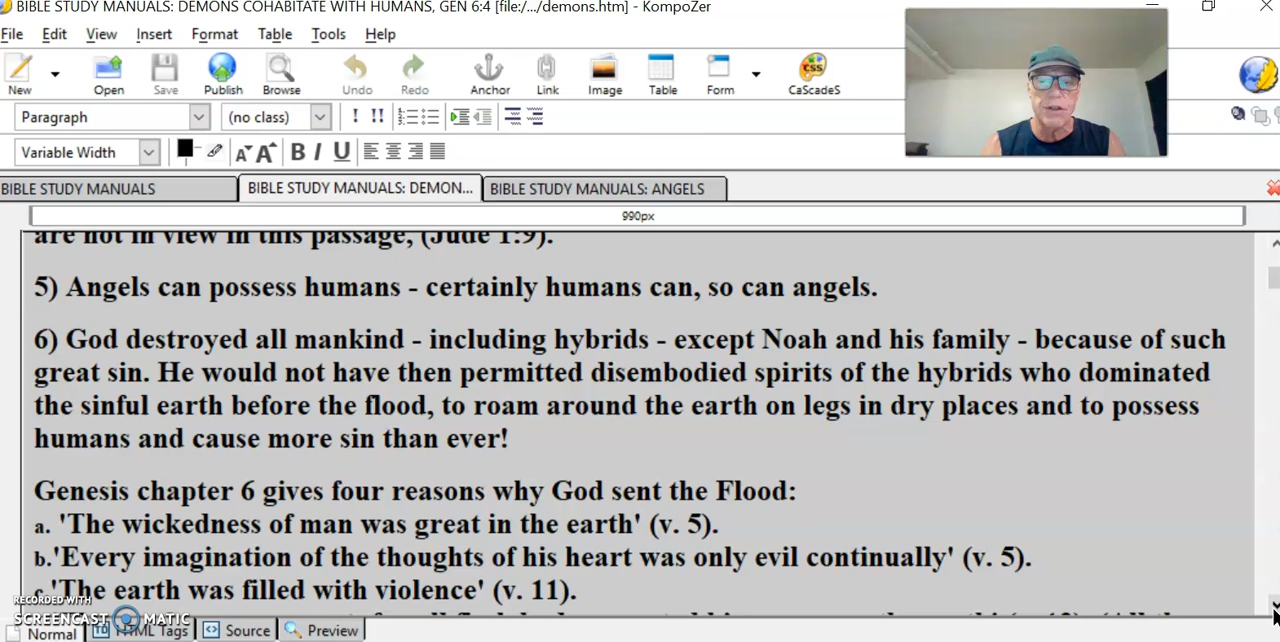 BIBLE STUDY MANUALS: DEMONS COHABITATE WITH HUMANS, GEN 6:4 [file:/.../demons.htm] - KompoZer
File Edit View Insert Format Table Tools Help
New Open Save Publish Browse Undo Redo Anchor Link Image Table Form CaScadeS
Paragraph (no class)
Variable Width
BIBLE STUDY MANUALS BIBLE STUDY MANUALS: DEMON... BIBLE STUDY MANUALS: ANGELS
990px
are not in view in this passage, (Jude 1:9).
5) Angels can possess humans - certainly humans can, so can angels.
6) God destroyed all mankind - including hybrids - except Noah and his family - because of such
great sin. He would not have then permitted disembodied spirits of the hybrids who dominated
the sinful earth before the flood, to roam around the earth on legs in dry places and to possess
humans and cause more sin than ever!
Genesis chapter 6 gives four reasons why God sent the Flood:
a. 'The wickedness of man was great in the earth' (v. 5).
b.'Every imagination of the thoughts of his heart was only evil continually' (v. 5).
'The earth was filled with violence' (v. 11).
RECORDED WITH
SCREENCAST MATIC
Normal HTML Tags Source Preview